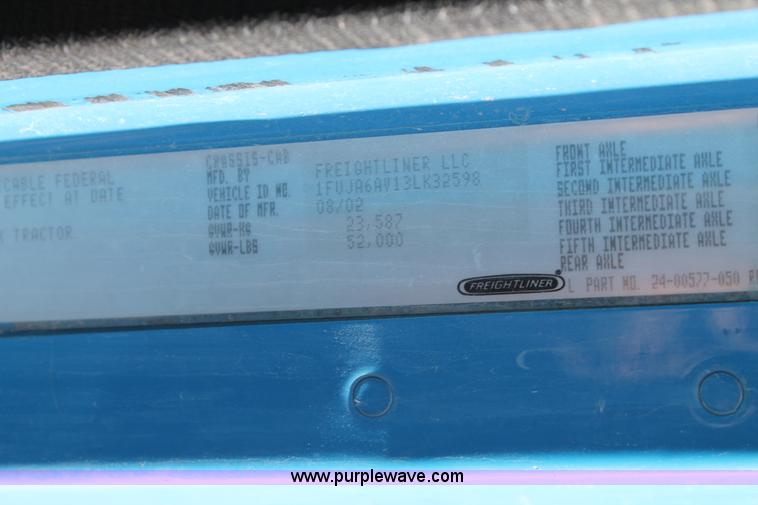 CHASSIS-CAB
CABLE FEDERAL
EFFECT AT DATE
TRACTOR
MFD. BY FREIGHTLINER LLC
VEHICLE ID NO. 1FUJA6AV13LK32598
DATE OF MFR. 08/02
GVWR-KG 23,587
GVWR-LBS 52,000
FRONT AXLE
FIRST INTERMEDIATE AXLE
SECOND INTERMEDIATE AXLE
THIRD INTERMEDIATE AXLE
FOURTH INTERMEDIATE AXLE
FIFTH INTERMEDIATE AXLE
REAR AXLE
FREIGHTLINER
PART NO. 24-00577-050
www.purplewave.com